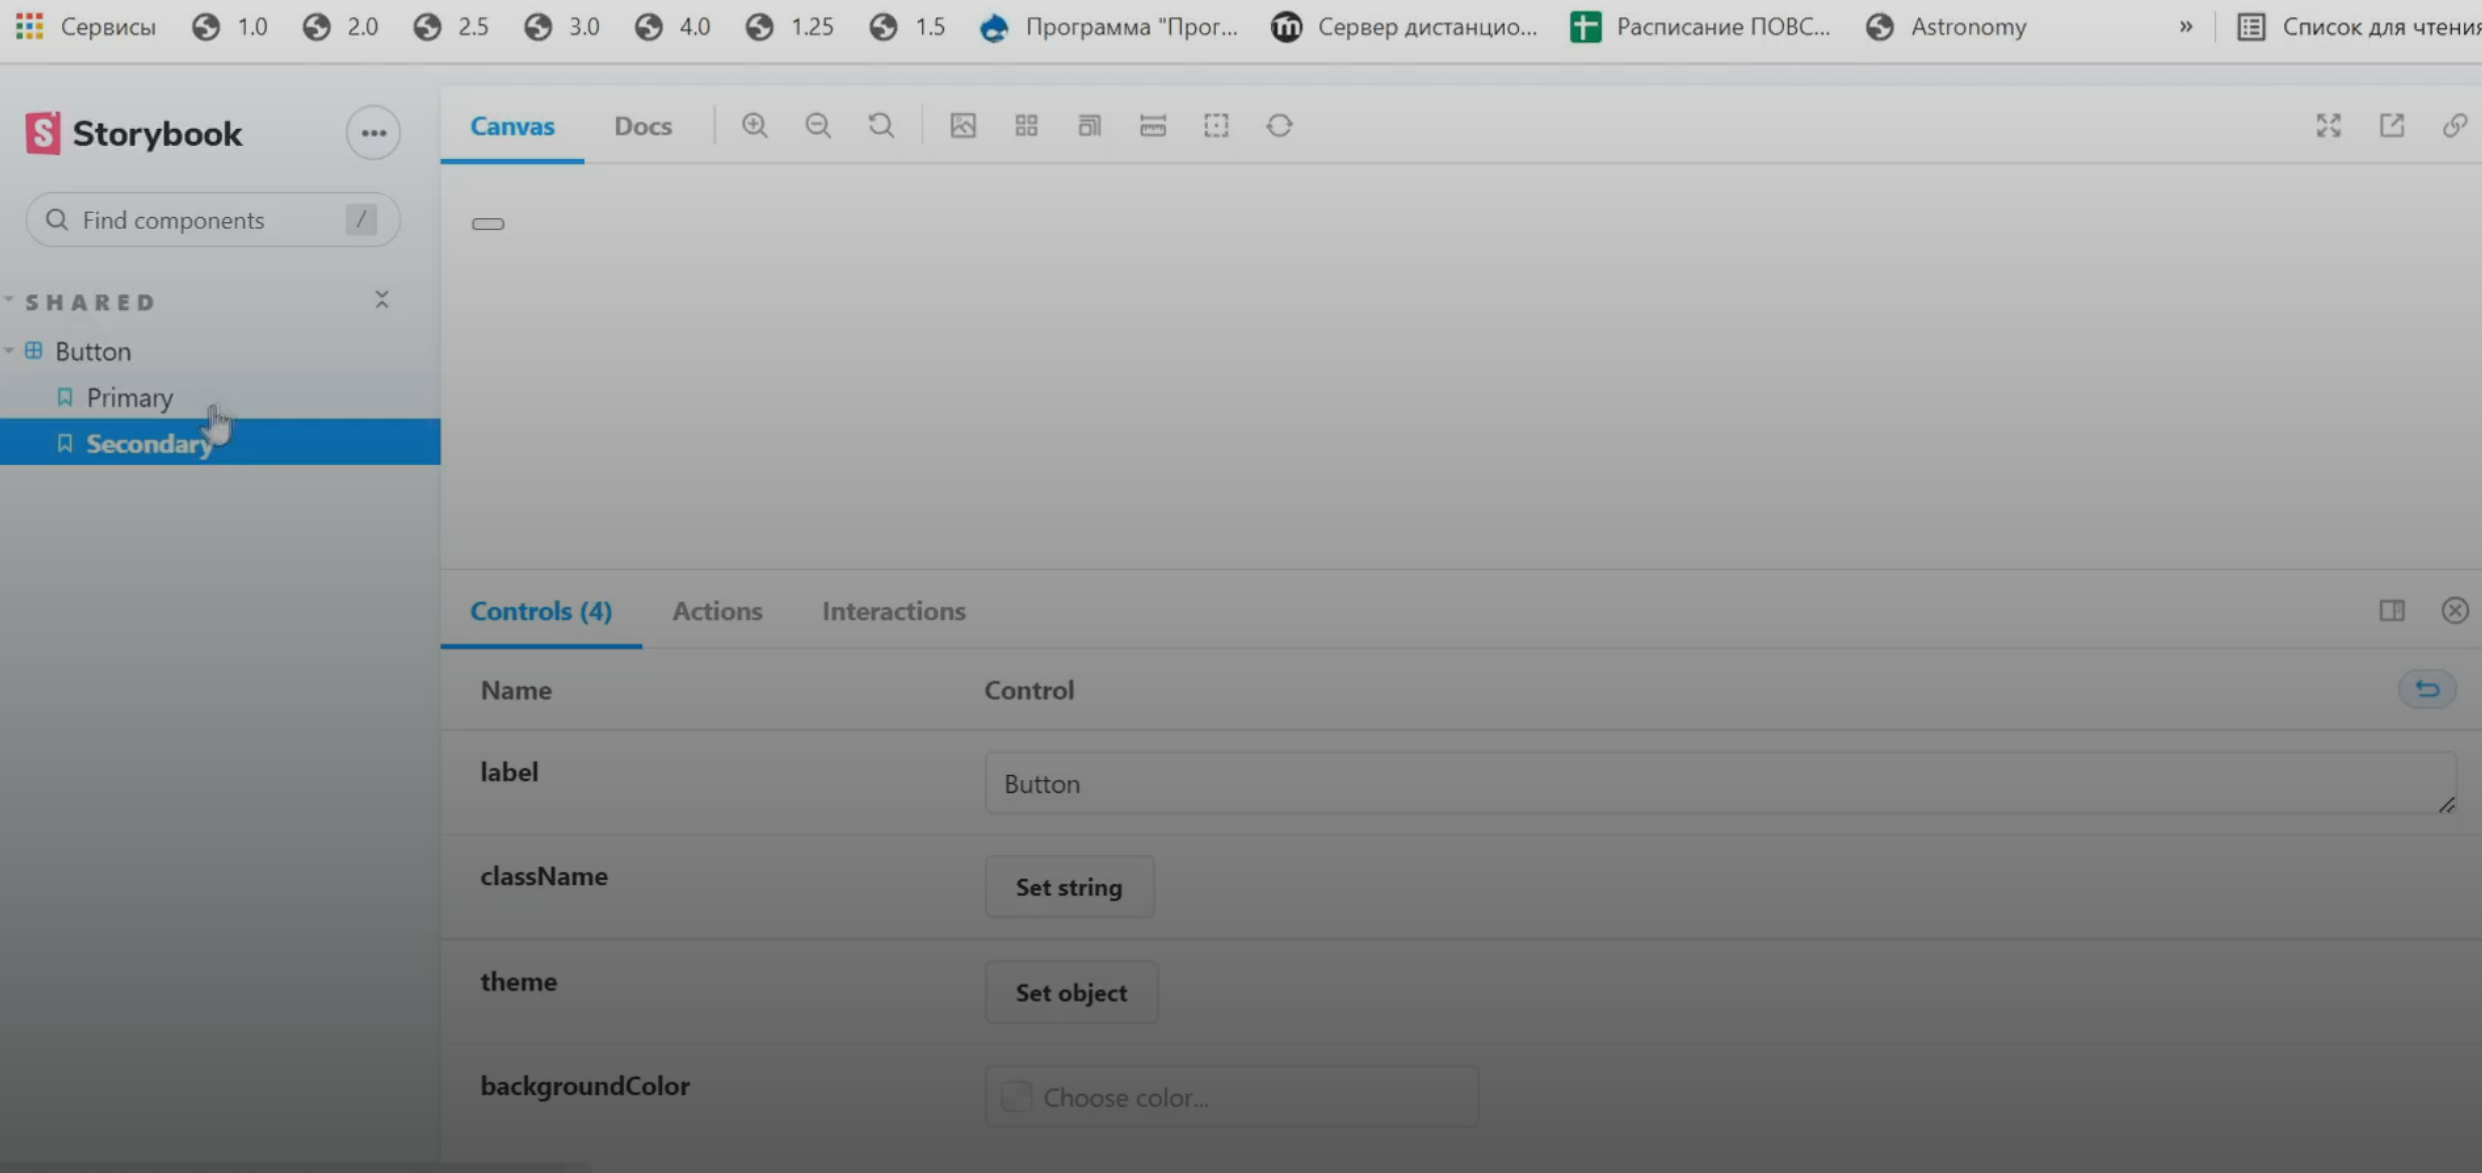 Сервисы 1.0 2.0 2.5 3.0 4.0 1.25 1.5 Программа "Прог... Сервер дистанцио... Расписание ПОВС... Astronomy » Список для чтения
Storybook
Canvas Docs
Find components /
SHARED
Button
Primary
Secondary
Controls (4) Actions Interactions
Name Control
label Button
className Set string
theme Set object
backgroundColor Choose color...